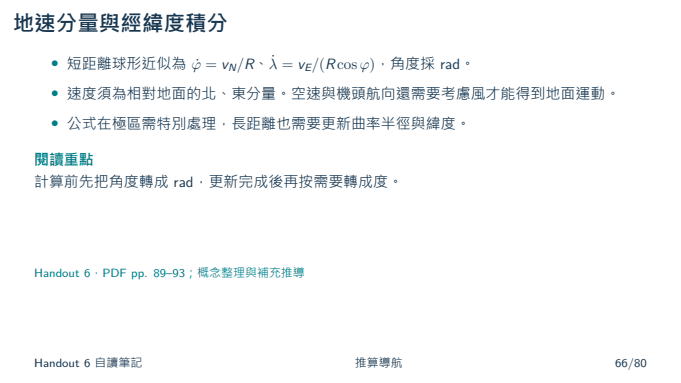 地速分量與經緯度積分
• 短距離球形近似為 φ̇ = v_N/R、λ̇ = v_E/(R cos φ)，角度採 rad。
• 速度須為相對地面的北、東分量。空速與機頭航向還需要考慮風才能得到地面運動。
• 公式在極區需特別處理，長距離也需要更新曲率半徑與緯度。
閱讀重點
計算前先把角度轉成 rad，更新完成後再按需要轉成度。
Handout 6 · PDF pp. 89–93；概念整理與補充推導
Handout 6 自讀筆記
推算導航
66/80